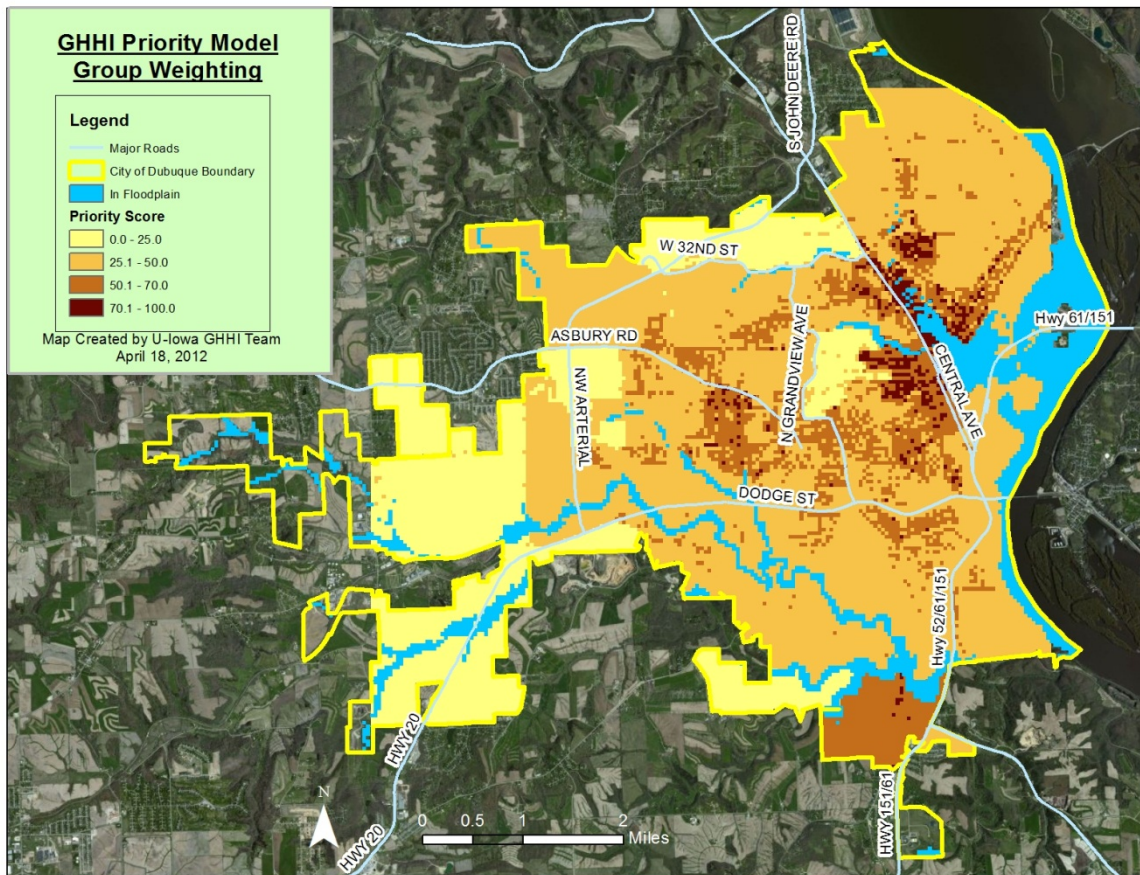 GHHI Priority Model
Group Weighting
Legend
Major Roads
City of Dubuque Boundary
In Floodplain
Priority Score
0.0 - 25.0
25.1 - 50.0
50.1 - 70.0
70.1 - 100.0
Map Created by U-Iowa GHHI Team
April 18, 2012
S JOHN DEERE RD
W 32ND ST
Hwy 61/151
ASBURY RD
N GRANDVIEW AVE
CENTRAL AVE
NW ARTERIAL
DODGE ST
Hwy 52/61/151
HWY 20
HWY 151/61
HWY 20
N
0 0.5 1 2
Miles